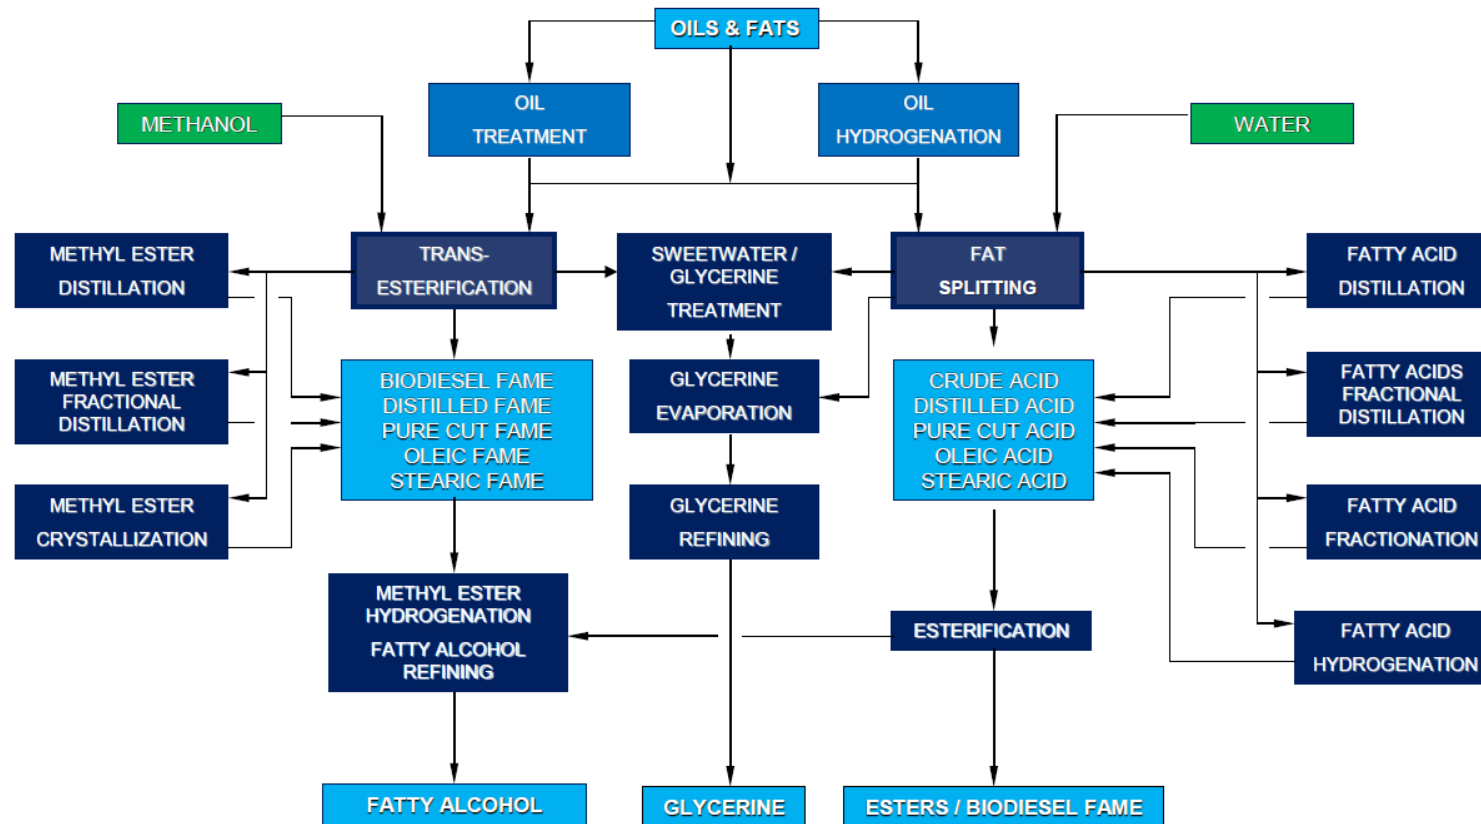 OILS & FATS
OIL
TREATMENT
OIL
HYDROGENATION
METHANOL
WATER
METHYL ESTER
DISTILLATION
TRANS-
ESTERIFICATION
SWEETWATER /
GLYCERINE
TREATMENT
FAT
SPLITTING
FATTY ACID
DISTILLATION
METHYL ESTER
FRACTIONAL
DISTILLATION
BIODIESEL FAME
DISTILLED FAME
PURE CUT FAME
OLEIC FAME
STEARIC FAME
GLYCERINE
EVAPORATION
CRUDE ACID
DISTILLED ACID
PURE CUT ACID
OLEIC ACID
STEARIC ACID
FATTY ACIDS
FRACTIONAL
DISTILLATION
METHYL ESTER
CRYSTALLIZATION
GLYCERINE
REFINING
FATTY ACID
FRACTIONATION
METHYL ESTER
HYDROGENATION
FATTY ALCOHOL
REFINING
ESTERIFICATION
FATTY ACID
HYDROGENATION
FATTY ALCOHOL
GLYCERINE
ESTERS / BIODIESEL FAME